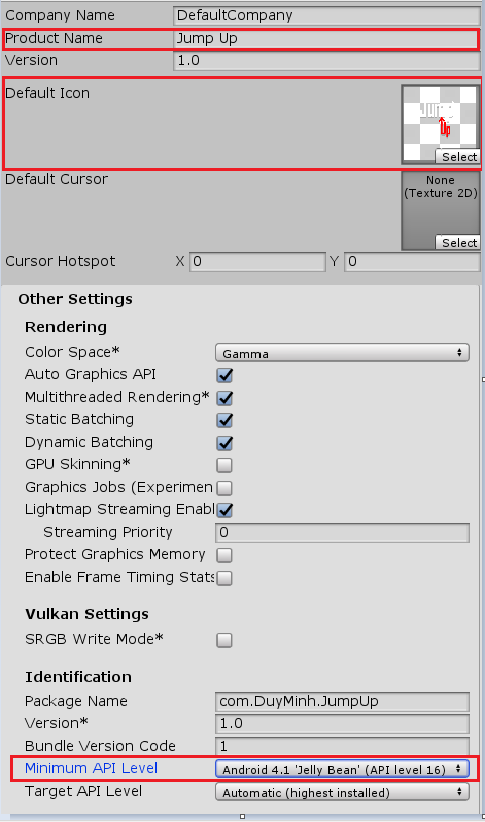 Company Name DefaultCompany
Product Name Jump Up
Version 1.0
Default Icon
Jump
Up
Select
Default Cursor
None
(Texture 2D)
Select
Cursor Hotspot X 0 Y 0
Other Settings
Rendering
Color Space* Gamma
Auto Graphics API
Multithreaded Rendering*
Static Batching
Dynamic Batching
GPU Skinning*
Graphics Jobs (Experimen
Lightmap Streaming Enabl
Streaming Priority 0
Protect Graphics Memory
Enable Frame Timing Stats
Vulkan Settings
SRGB Write Mode*
Identification
Package Name com.DuyMinh.JumpUp
Version* 1.0
Bundle Version Code 1
Minimum API Level Android 4.1 'Jelly Bean' (API level 16)
Target API Level Automatic (highest installed)